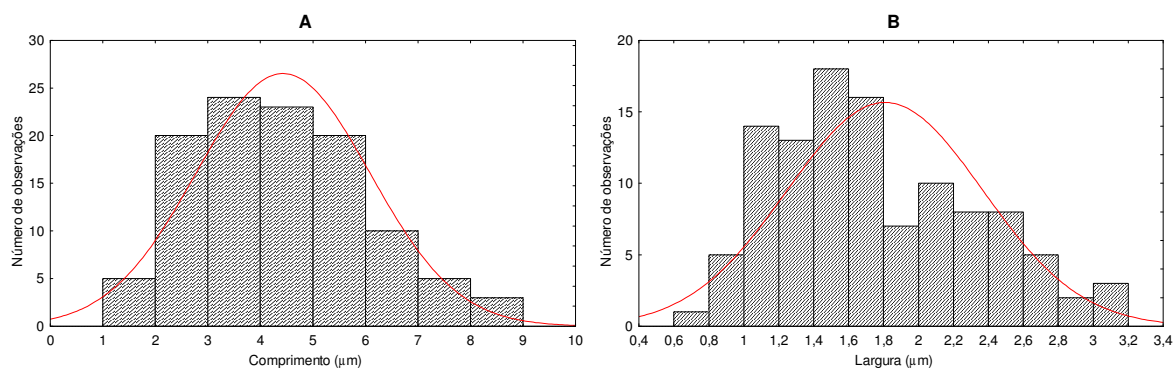 A
Número de observações
30
25
20
15
10
5
0
0 1 2 3 4 5 6 7 8 9 10
Comprimento (μm)
B
Número de observações
20
15
10
5
0
0,4 0,6 0,8 1 1,2 1,4 1,6 1,8 2 2,2 2,4 2,6 2,8 3 3,2 3,4
Largura (μm)